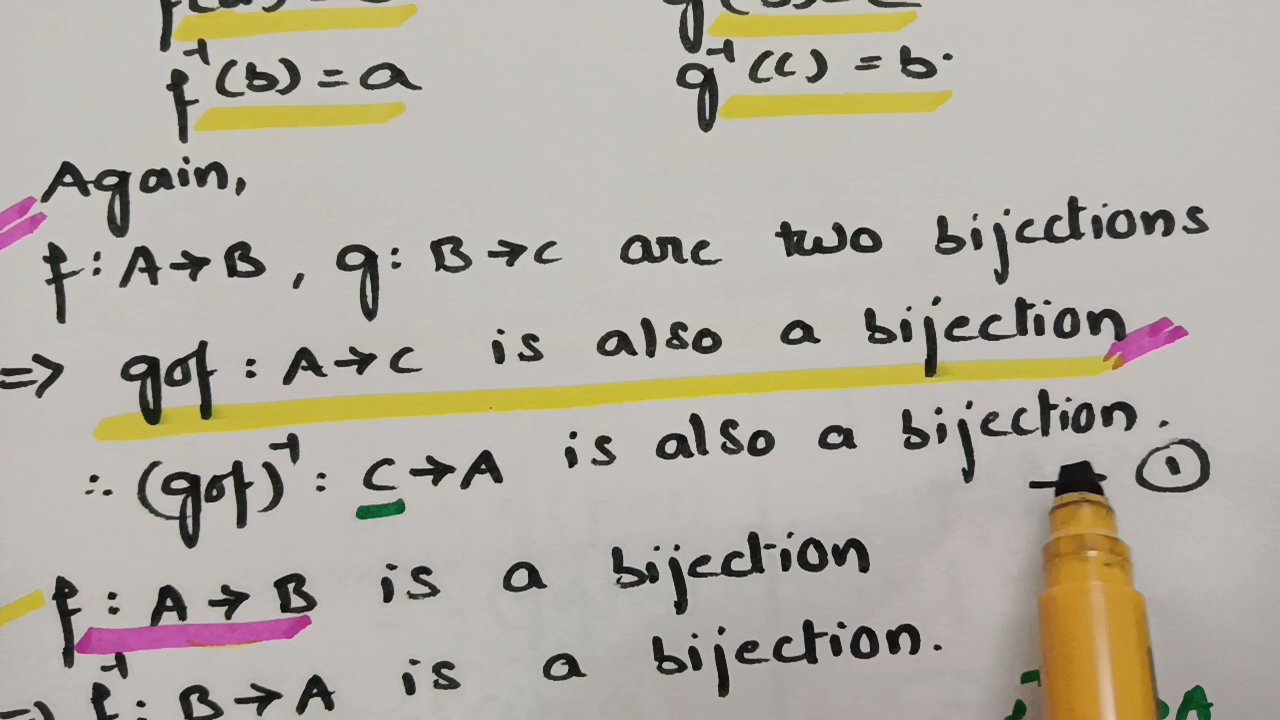 f⁻¹(b) = a g⁻¹(c) = b.
Again,
f : A → B , g : B → C are two bijections
=> gof : A → C is also a bijection
∴ (gof)⁻¹ : C → A is also a bijection.
— ①
f : A → B is a bijection
=> f⁻¹ : B → A is a bijection.